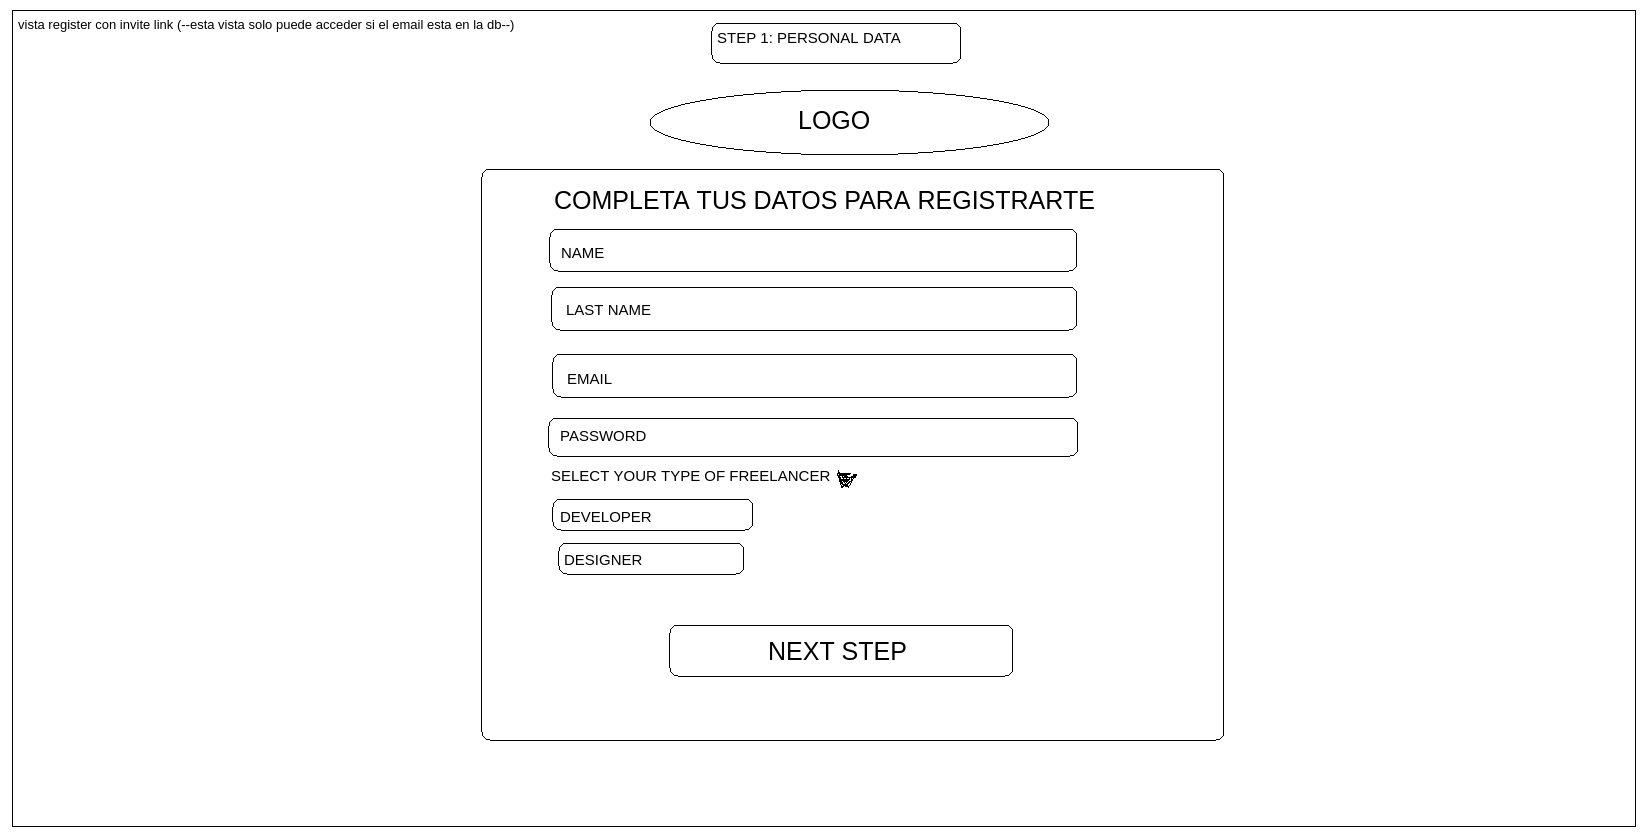 vista register con invite link (--esta vista solo puede acceder si el email esta en la db--)
STEP 1: PERSONAL DATA
LOGO
COMPLETA TUS DATOS PARA REGISTRARTE
NAME
LAST NAME
EMAIL
PASSWORD
SELECT YOUR TYPE OF FREELANCER
DEVELOPER
DESIGNER
NEXT STEP